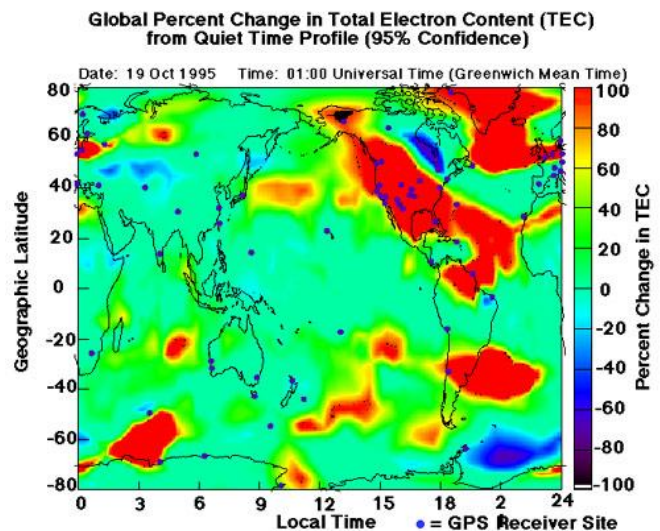 Global Percent Change in Total Electron Content (TEC)
from Quiet Time Profile (95% Confidence)
Date: 19 Oct 1995 Time: 01:00 Universal Time (Greenwich Mean Time)
80
60
40
20
0
-20
-40
-60
-80
Geographic Latitude
0 3 6 9 12 15 18 2 24
Local Time
● = GPS Receiver Site
100
80
60
40
20
0
-20
-40
-60
-80
-100
Percent Change in TEC